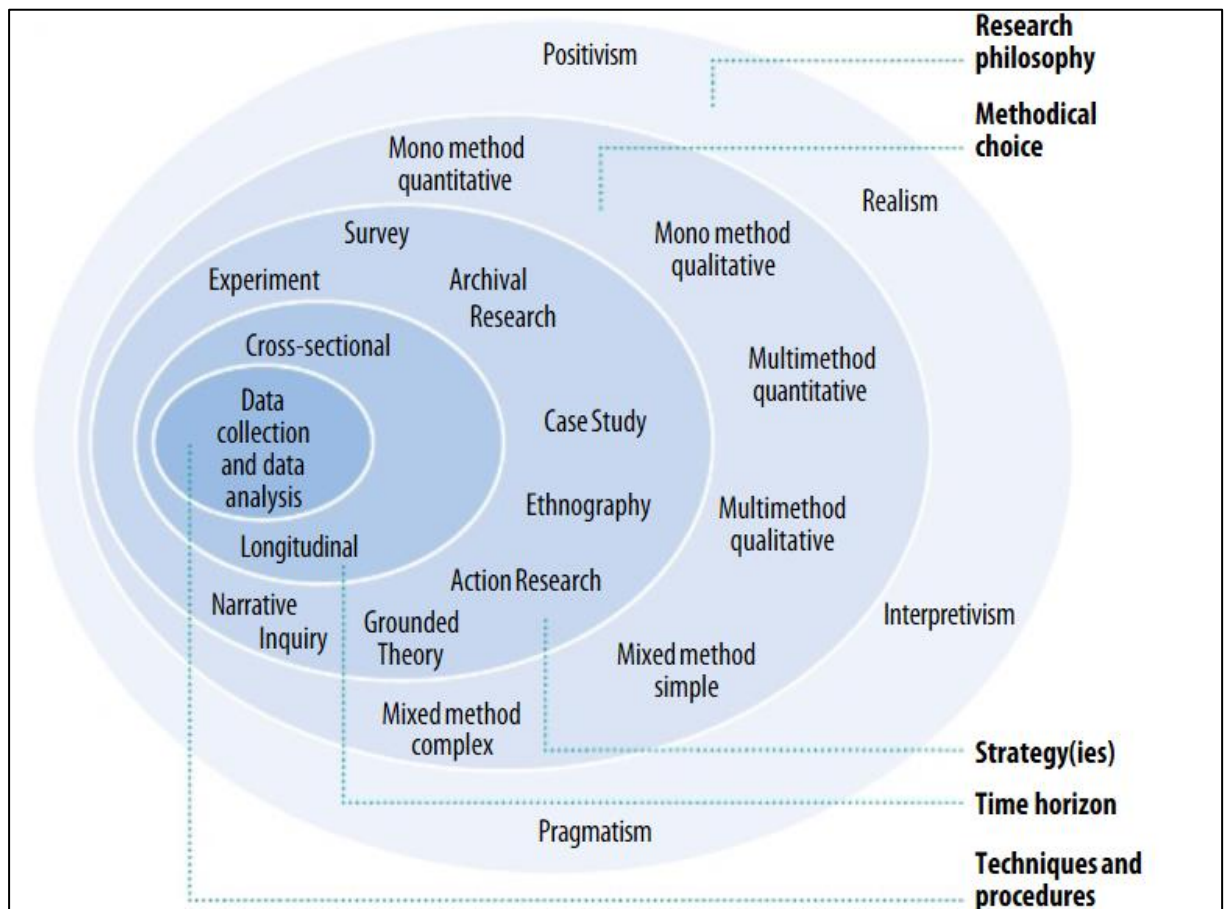 Positivism
Research
philosophy
Methodical
choice
Mono method
quantitative
Realism
Survey
Mono method
qualitative
Experiment
Archival
Research
Cross-sectional
Multimethod
quantitative
Data
collection
and data
analysis
Case Study
Ethnography
Multimethod
qualitative
Longitudinal
Action Research
Narrative
Inquiry
Grounded
Theory
Interpretivism
Mixed method
simple
Mixed method
complex
Strategy(ies)
Time horizon
Pragmatism
Techniques and
procedures